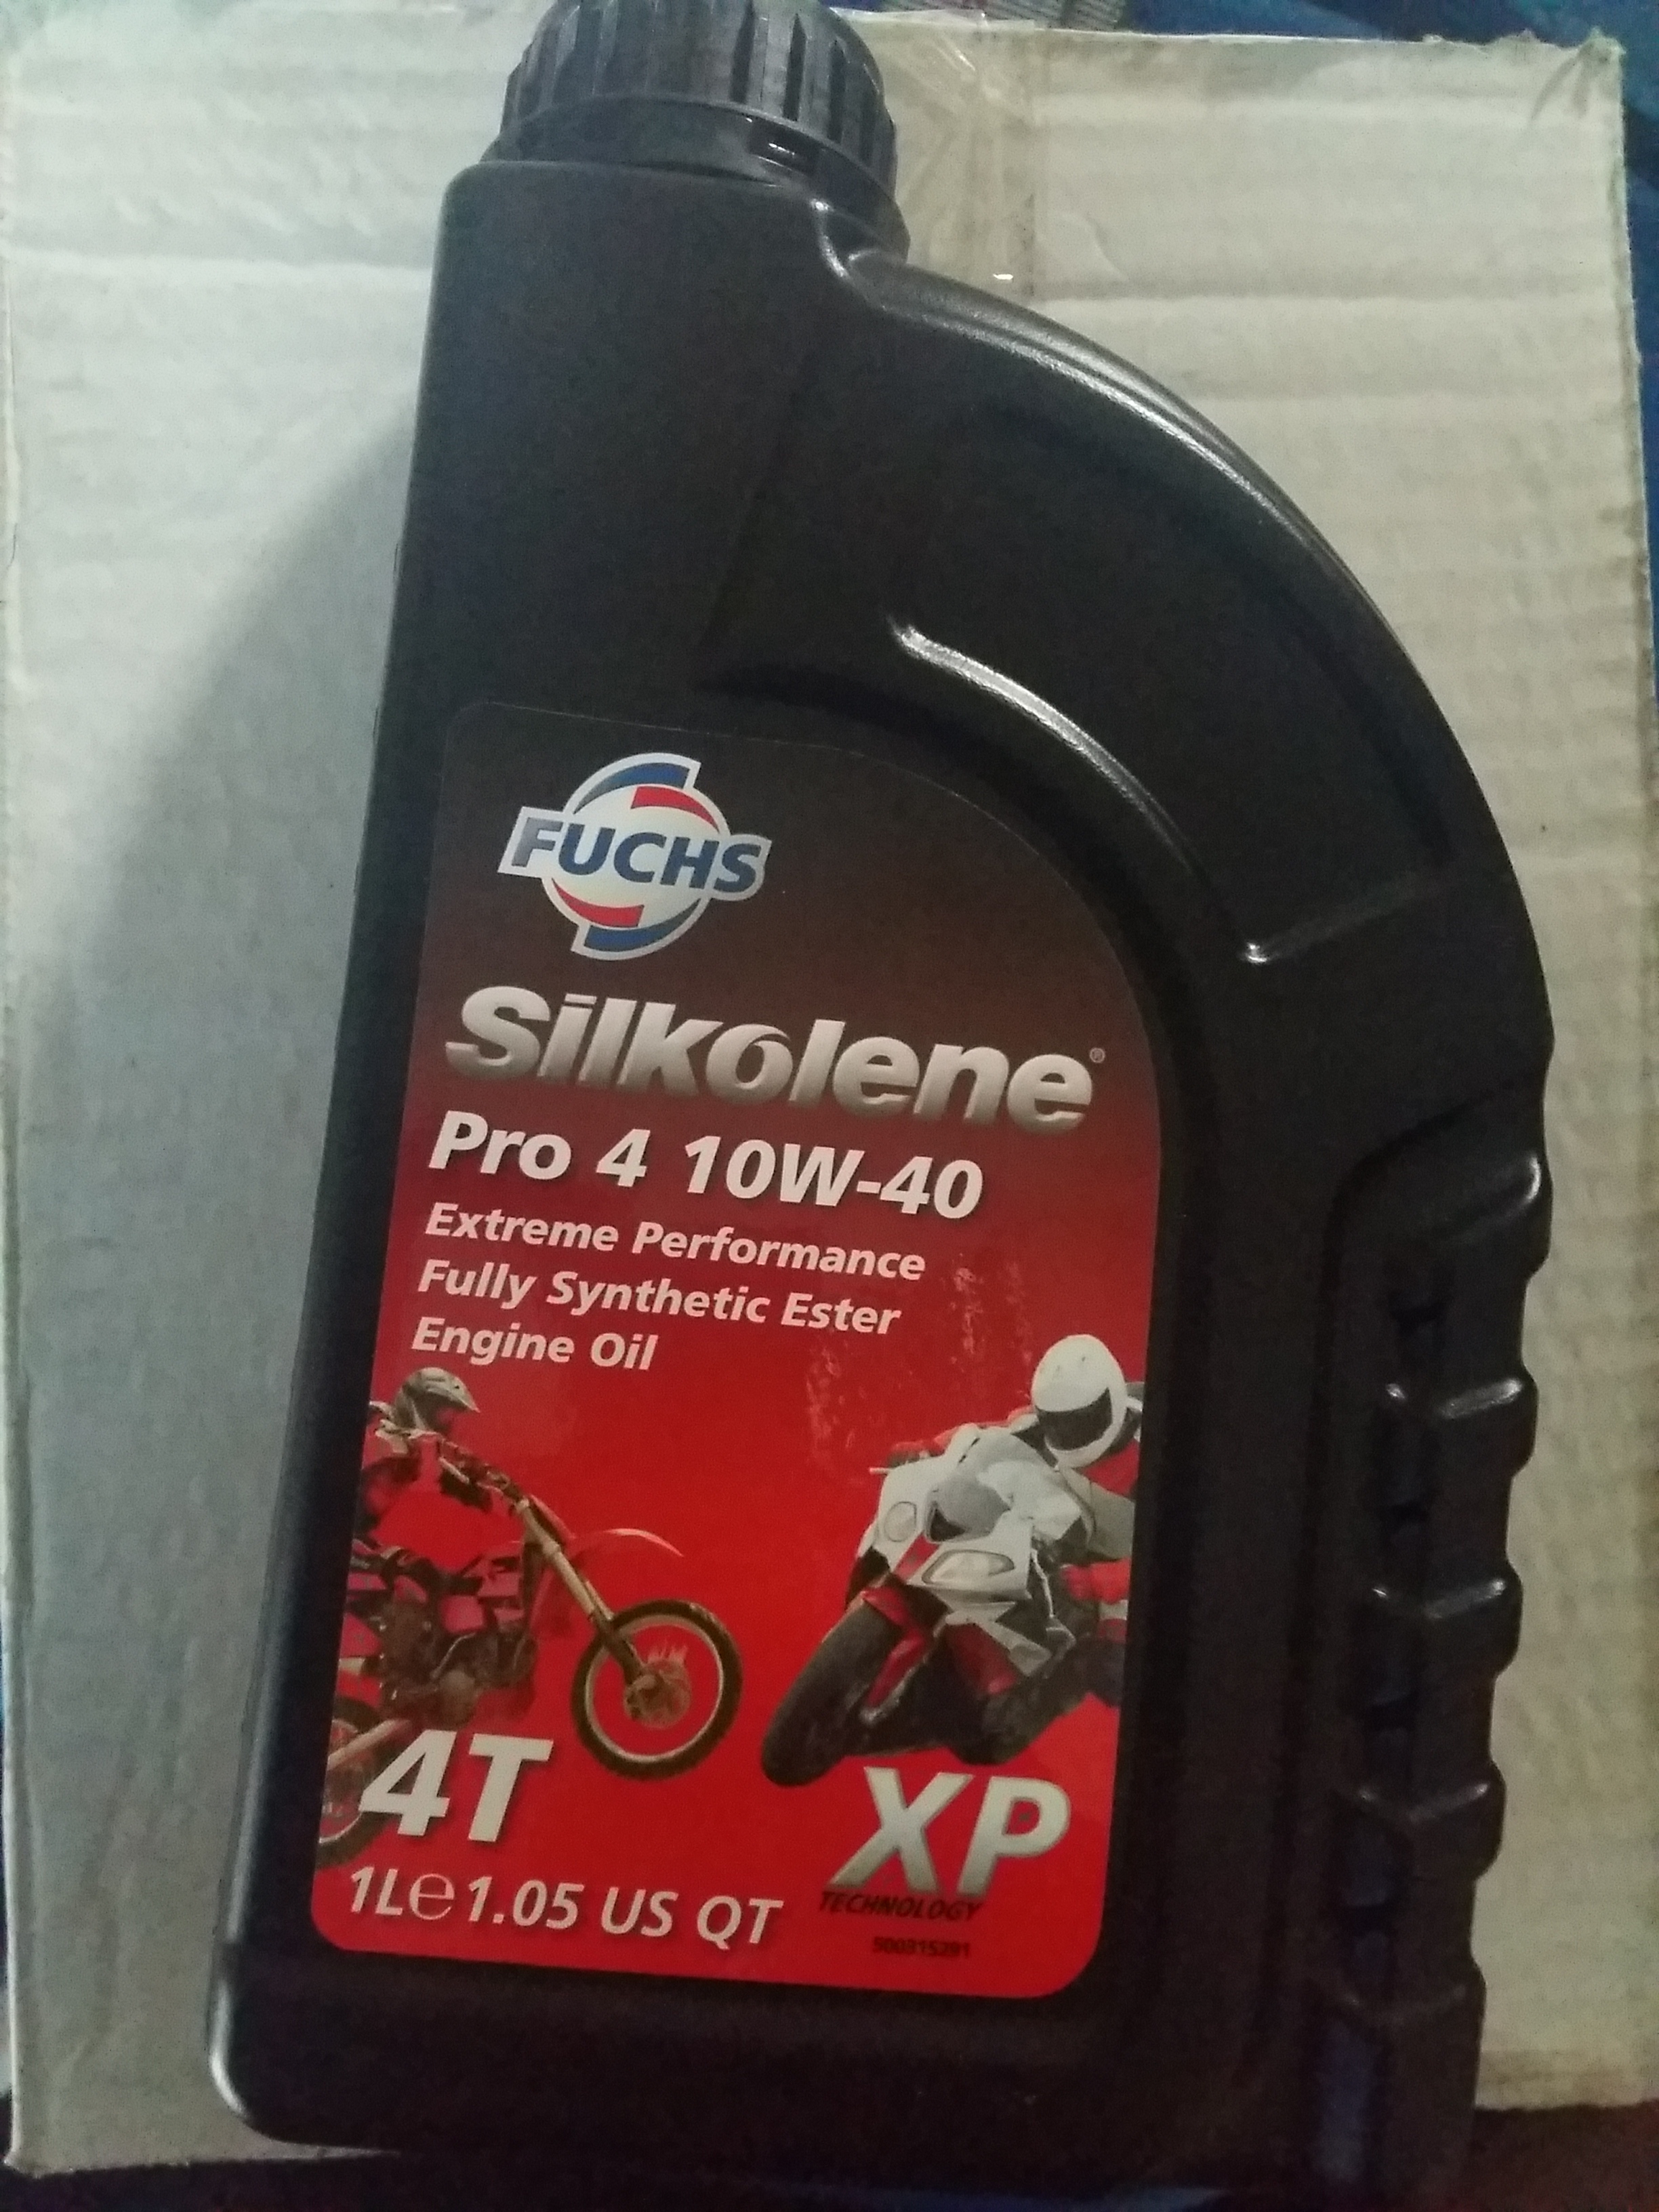 FUCHS
Silkolene®
Pro 4 10W-40
Extreme Performance
Fully Synthetic Ester
Engine Oil
4T
XP
TECHNOLOGY
1L℮1.05 US QT
500315291